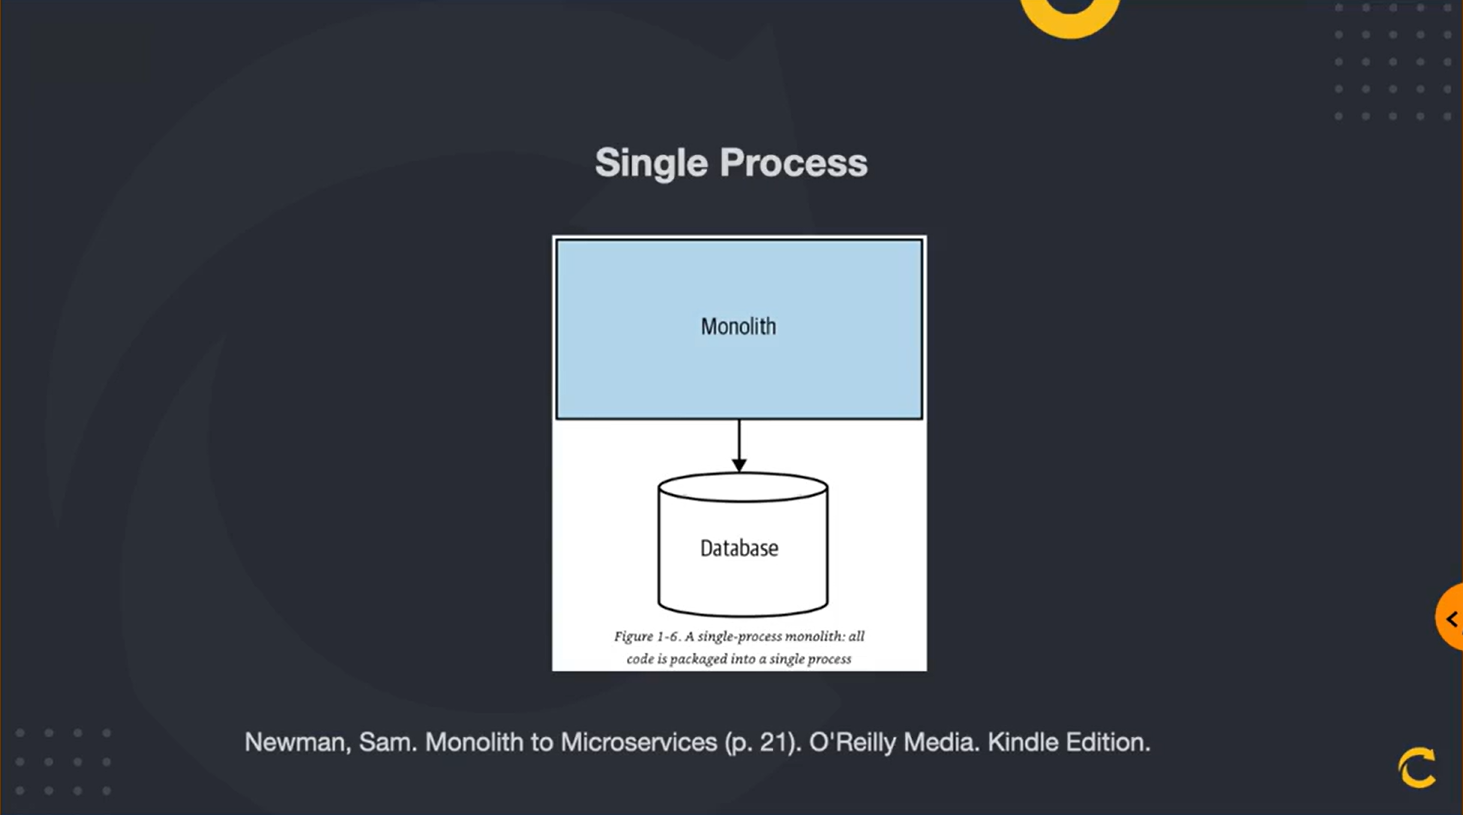 Single Process
Monolith
Database
Figure 1-6. A single-process monolith: all
code is packaged into a single process
Newman, Sam. Monolith to Microservices (p. 21). O'Reilly Media. Kindle Edition.